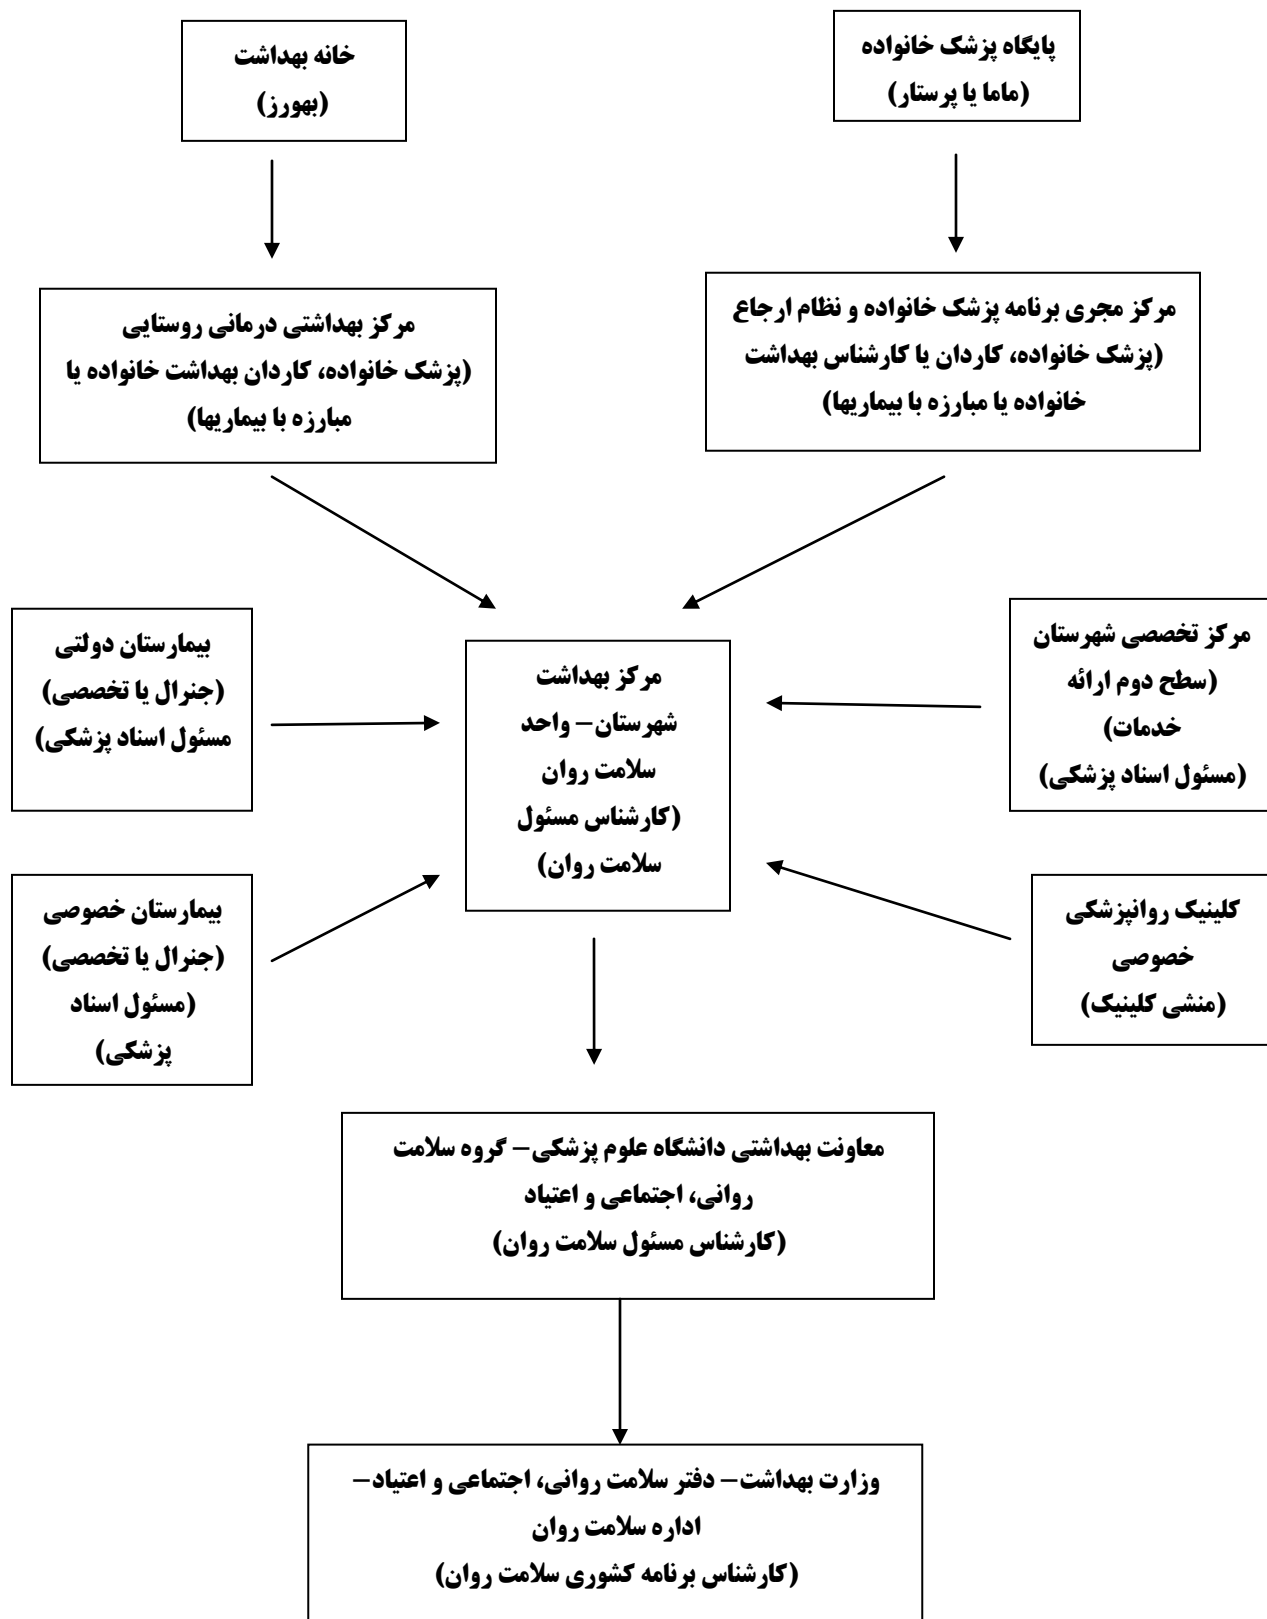 پایگاه پزشک خانواده
(ماما یا پرستار)
خانه بهداشت
(بهورز)
مرکز مجری برنامه پزشک خانواده و نظام ارجاع
(پزشک خانواده، کاردان یا کارشناس بهداشت
خانواده یا مبارزه با بیماریها)
مرکز بهداشتی درمانی روستایی
(پزشک خانواده، کاردان بهداشت خانواده یا
مبارزه با بیماریها)
مرکز تخصصی شهرستان
(سطح دوم ارائه
خدمات)
(مسئول اسناد پزشکی)
مرکز بهداشت
شهرستان– واحد
سلامت روان
(کارشناس مسئول
سلامت روان)
بیمارستان دولتی
(جنرال یا تخصصی)
مسئول اسناد پزشکی)
کلینیک روانپزشکی
خصوصی
(منشی کلینیک)
بیمارستان خصوصی
(جنرال یا تخصصی)
(مسئول اسناد
پزشکی)
معاونت بهداشتی دانشگاه علوم پزشکی– گروه سلامت
روانی، اجتماعی و اعتیاد
(کارشناس مسئول سلامت روان)
وزارت بهداشت– دفتر سلامت روانی، اجتماعی و اعتیاد–
اداره سلامت روان
(کارشناس برنامه کشوری سلامت روان)